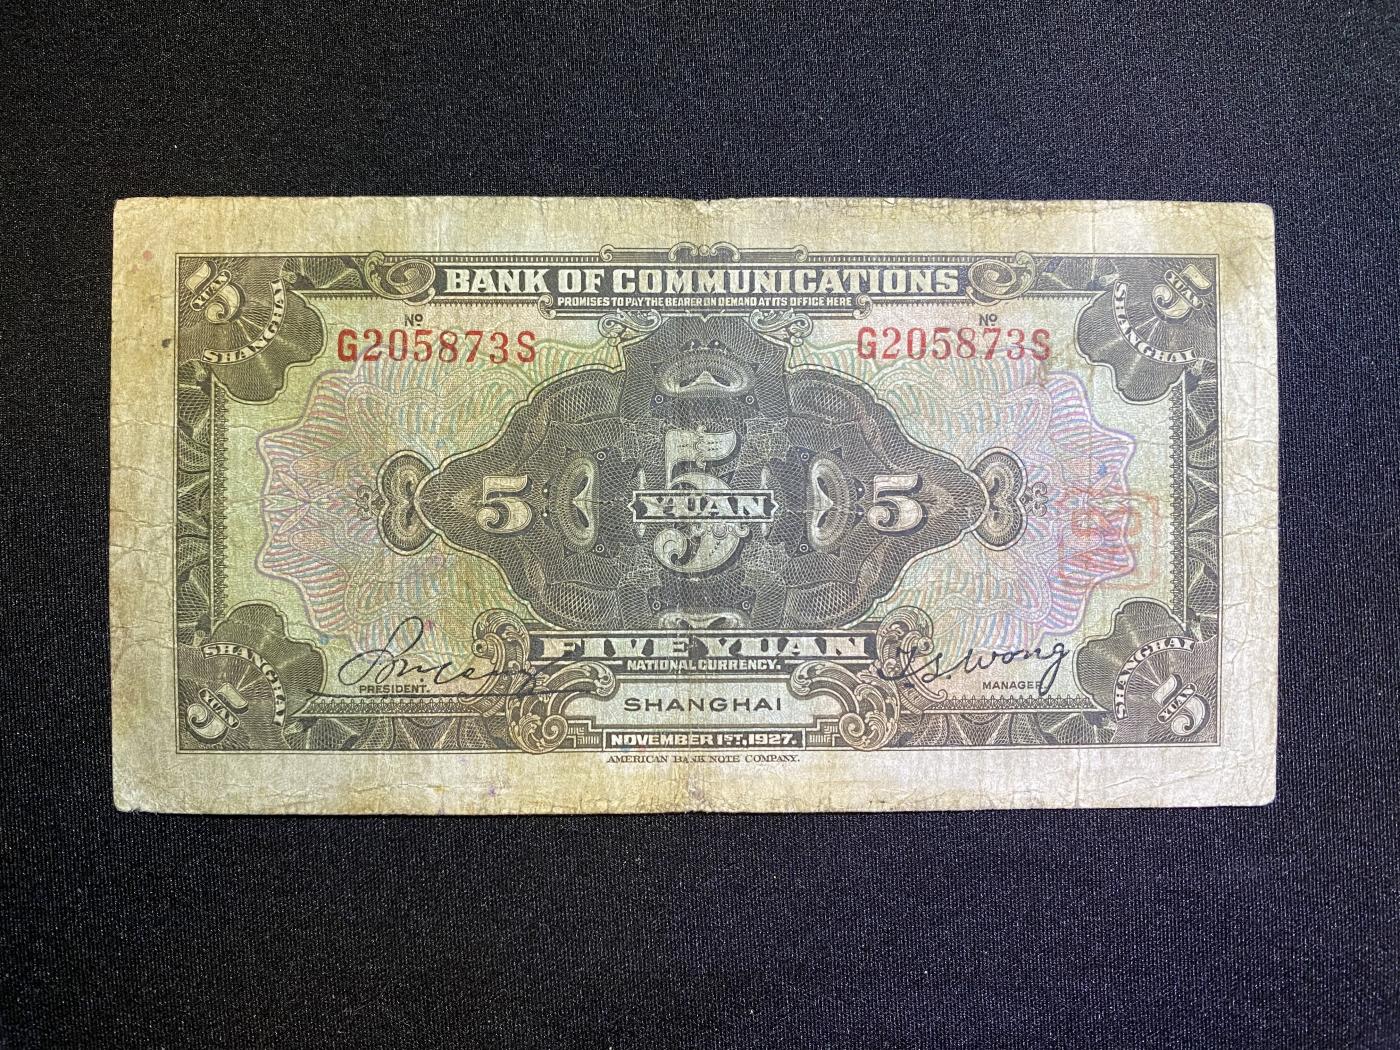 BANK OF COMMUNICATIONS
PROMISES TO PAY THE BEARER ON DEMAND AT ITS OFFICE HERE
5 YUAN SHANGHAI
5 YUAN SHANGHAI
Nº
Nº
G205873S
G205873S
5
5 YUAN
5
FIVE YUAN
NATIONAL CURRENCY.
T.S. Wong
PRESIDENT.
MANAGER
SHANGHAI
SHANGHAI 5 YUAN
SHANGHAI 5 YUAN
NOVEMBER 1ST,1927.
AMERICAN BANK NOTE COMPANY.